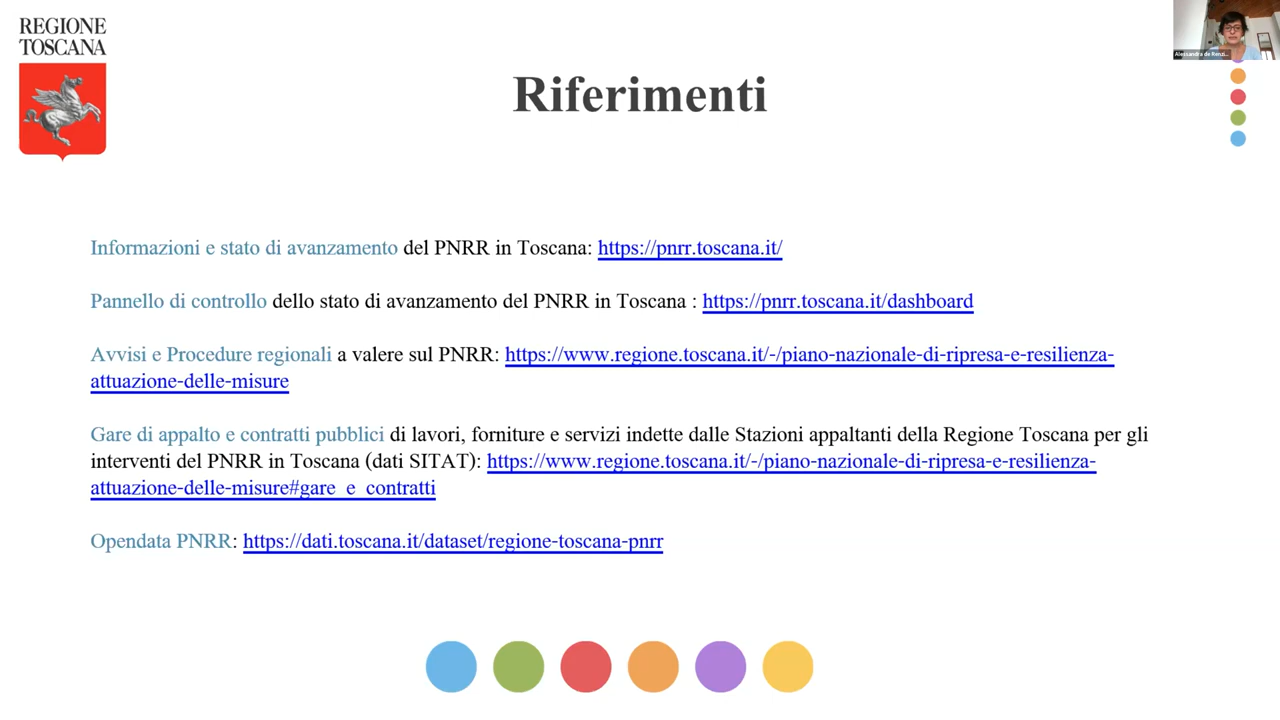 REGIONE
TOSCANA
Alessandra de Renzi...
Riferimenti
Informazioni e stato di avanzamento del PNRR in Toscana: https://pnrr.toscana.it/
Pannello di controllo dello stato di avanzamento del PNRR in Toscana : https://pnrr.toscana.it/dashboard
Avvisi e Procedure regionali a valere sul PNRR: https://www.regione.toscana.it/-/piano-nazionale-di-ripresa-e-resilienza-
attuazione-delle-misure
Gare di appalto e contratti pubblici di lavori, forniture e servizi indette dalle Stazioni appaltanti della Regione Toscana per gli
interventi del PNRR in Toscana (dati SITAT): https://www.regione.toscana.it/-/piano-nazionale-di-ripresa-e-resilienza-
attuazione-delle-misure#gare_e_contratti
Opendata PNRR: https://dati.toscana.it/dataset/regione-toscana-pnrr